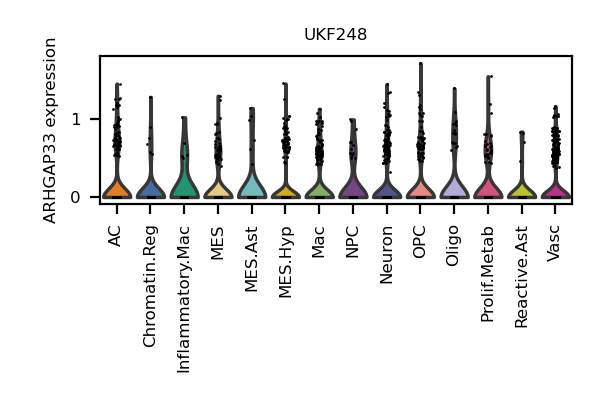 UKF248
ARHGAP33 expression
1
0
AC
Chromatin.Reg
Inflammatory.Mac
MES
MES.Ast
MES.Hyp
Mac
NPC
Neuron
OPC
Oligo
Prolif.Metab
Reactive.Ast
Vasc